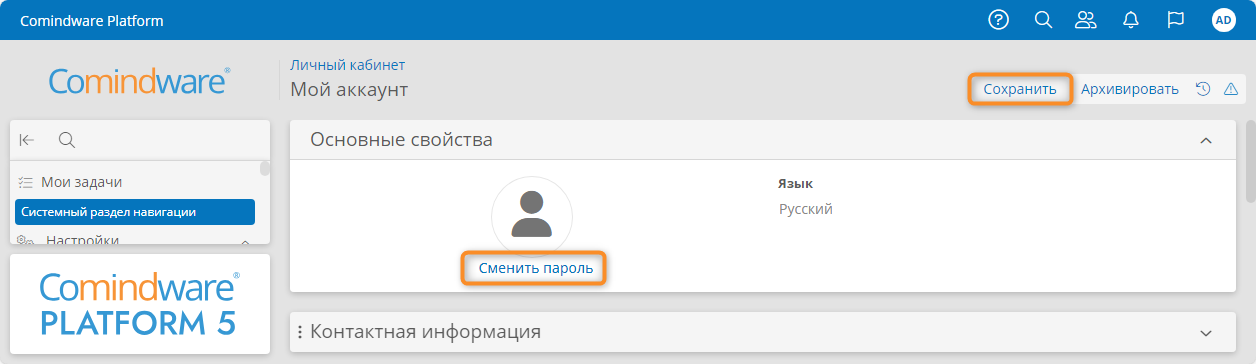 Comindware Platform
AD
Comindware®
Личный кабинет
Мой аккаунт
Сохранить
Архивировать
Основные свойства
Мои задачи
Системный раздел навигации
Настройки
Язык
Русский
Сменить пароль
Comindware®
PLATFORM 5
Контактная информация